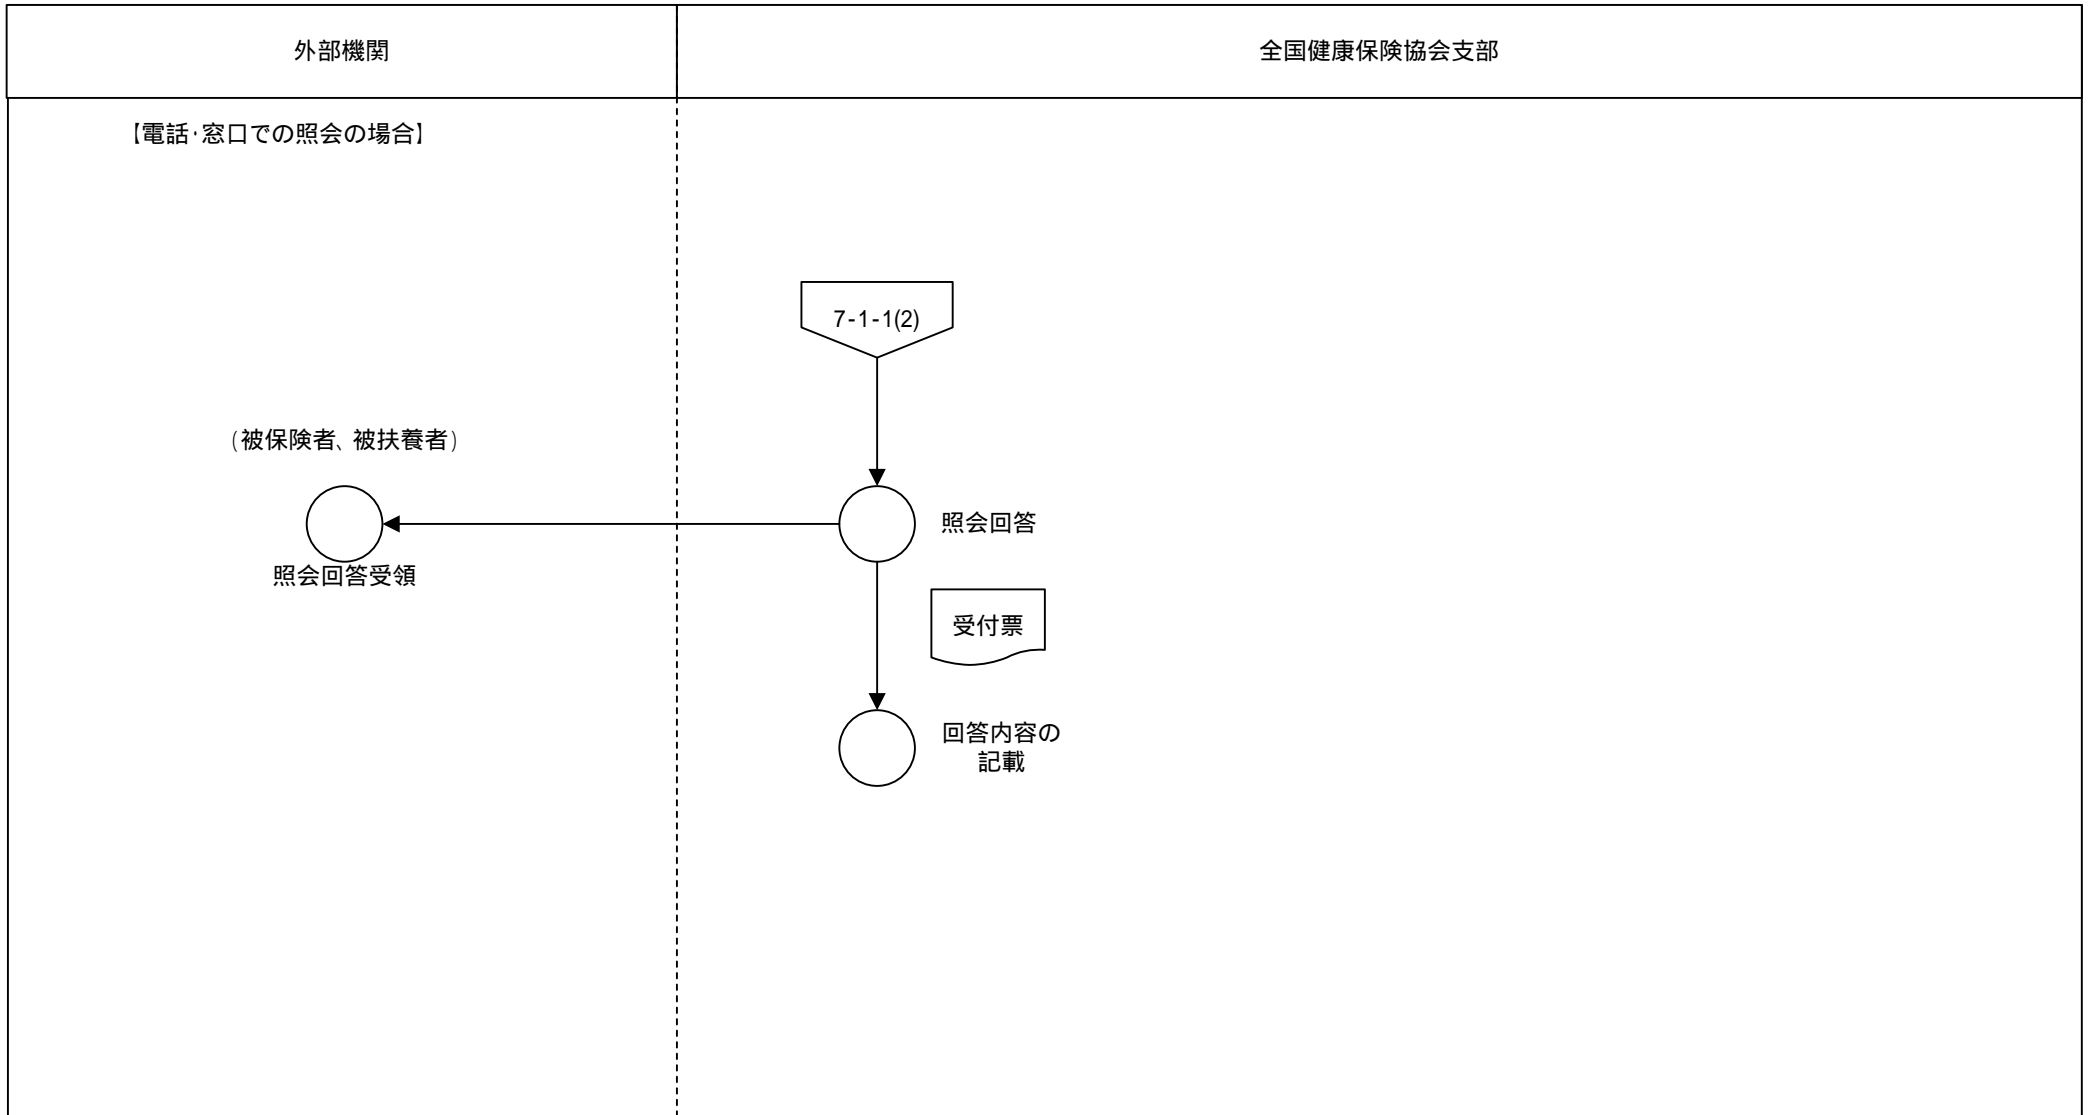 外部機関
全国健康保険協会支部
【電話・窓口での照会の場合】
7-1-1(2)
(被保険者、被扶養者)
照会回答
照会回答受領
受付票
回答内容の
記載